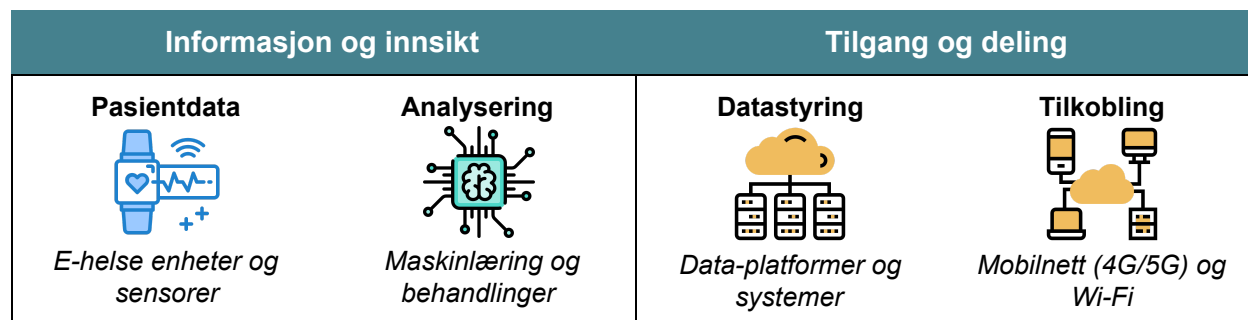 Informasjon og innsikt
Tilgang og deling
Pasientdata
Analysering
Datastyring
Tilkobling
E-helse enheter og
sensorer
Maskinlæring og
behandlinger
Data-platformer og
systemer
Mobilnett (4G/5G) og
Wi-Fi